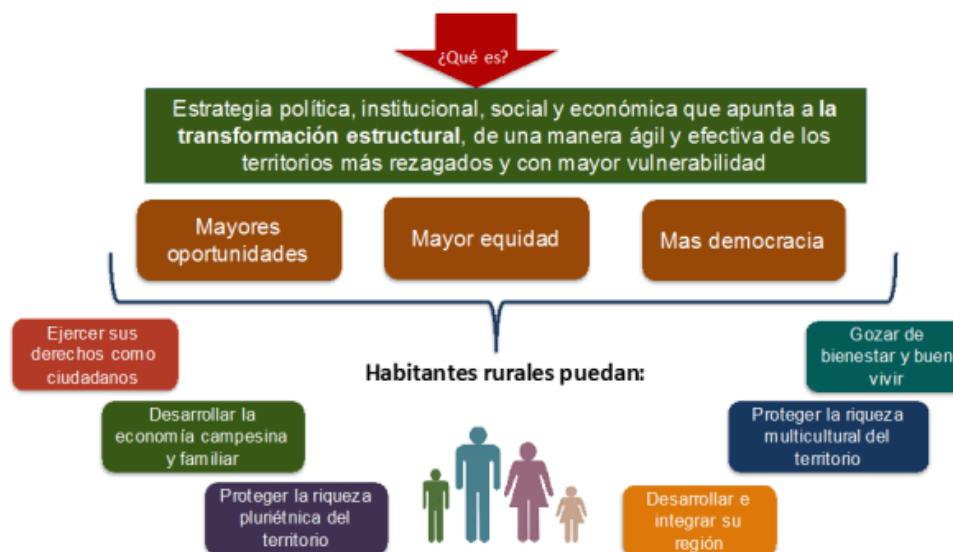 ¿Qué es?
Estrategia política, institucional, social y económica que apunta a la
transformación estructural, de una manera ágil y efectiva de los
territorios más rezagados y con mayor vulnerabilidad
Mayores
oportunidades
Mayor equidad
Mas democracia
Habitantes rurales puedan:
Ejercer sus
derechos como
ciudadanos
Desarrollar la
economía campesina
y familiar
Proteger la riqueza
pluriétnica del
territorio
Gozar de
bienestar y buen
vivir
Proteger la riqueza
multicultural del
territorio
Desarrollar e
integrar su
región